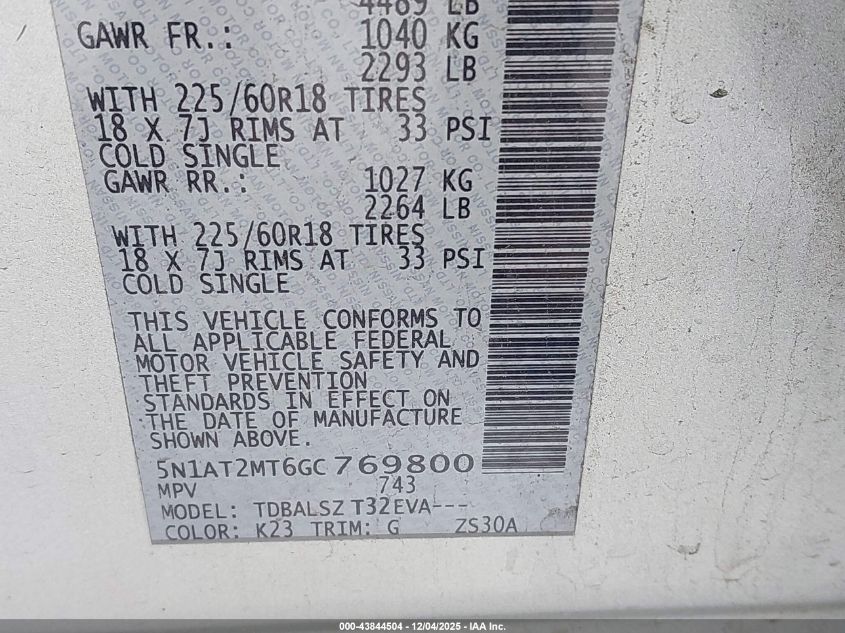 4489 LB
GAWR FR.: 1040 KG
2293 LB
WITH 225/60R18 TIRES
18 X 7J RIMS AT 33 PSI
COLD SINGLE
GAWR RR.: 1027 KG
2264 LB
WITH 225/60R18 TIRES
18 X 7J RIMS AT 33 PSI
COLD SINGLE
THIS VEHICLE CONFORMS TO
ALL APPLICABLE FEDERAL
MOTOR VEHICLE SAFETY AND
THEFT PREVENTION
STANDARDS IN EFFECT ON
THE DATE OF MANUFACTURE
SHOWN ABOVE.
5N1AT2MT6GC769800
MPV 743
MODEL: TDBALSZ T32EVA---
COLOR: K23 TRIM: G ZS30A
000-43844504 - 12/04/2025 - IAA Inc.